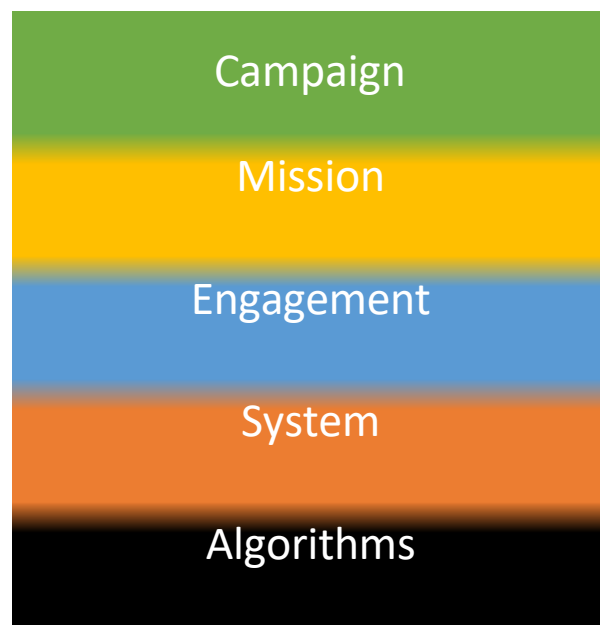 Campaign
Mission
Engagement
System
Algorithms